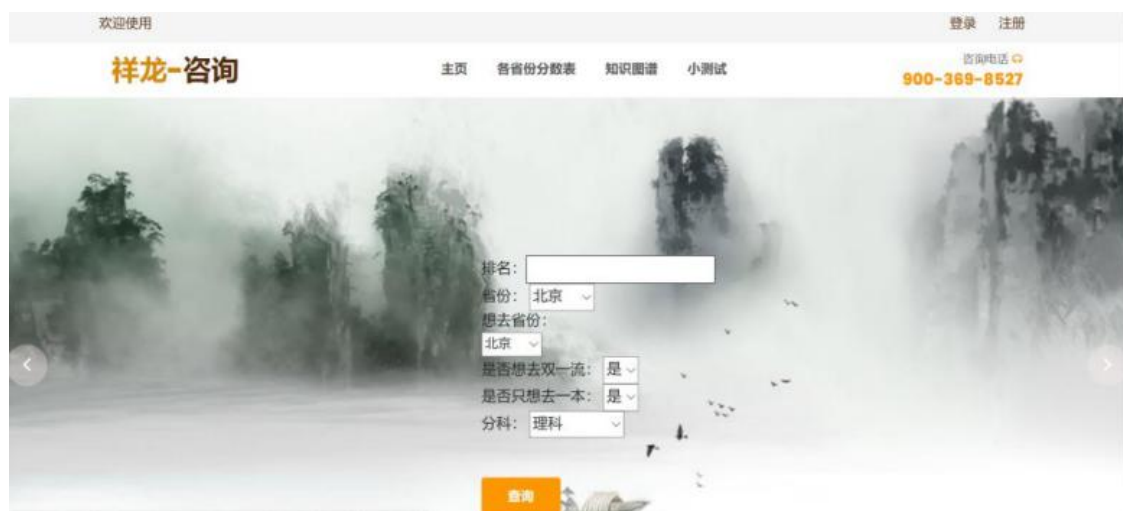 欢迎使用 登录 注册
祥龙-咨询 主页 各省份分数表 知识图谱 小测试 咨询电话
900-369-8527
排名：
省份： 北京
想去省份：
北京
是否想去双一流： 是
是否只想去一本： 是
分科： 理科
查询